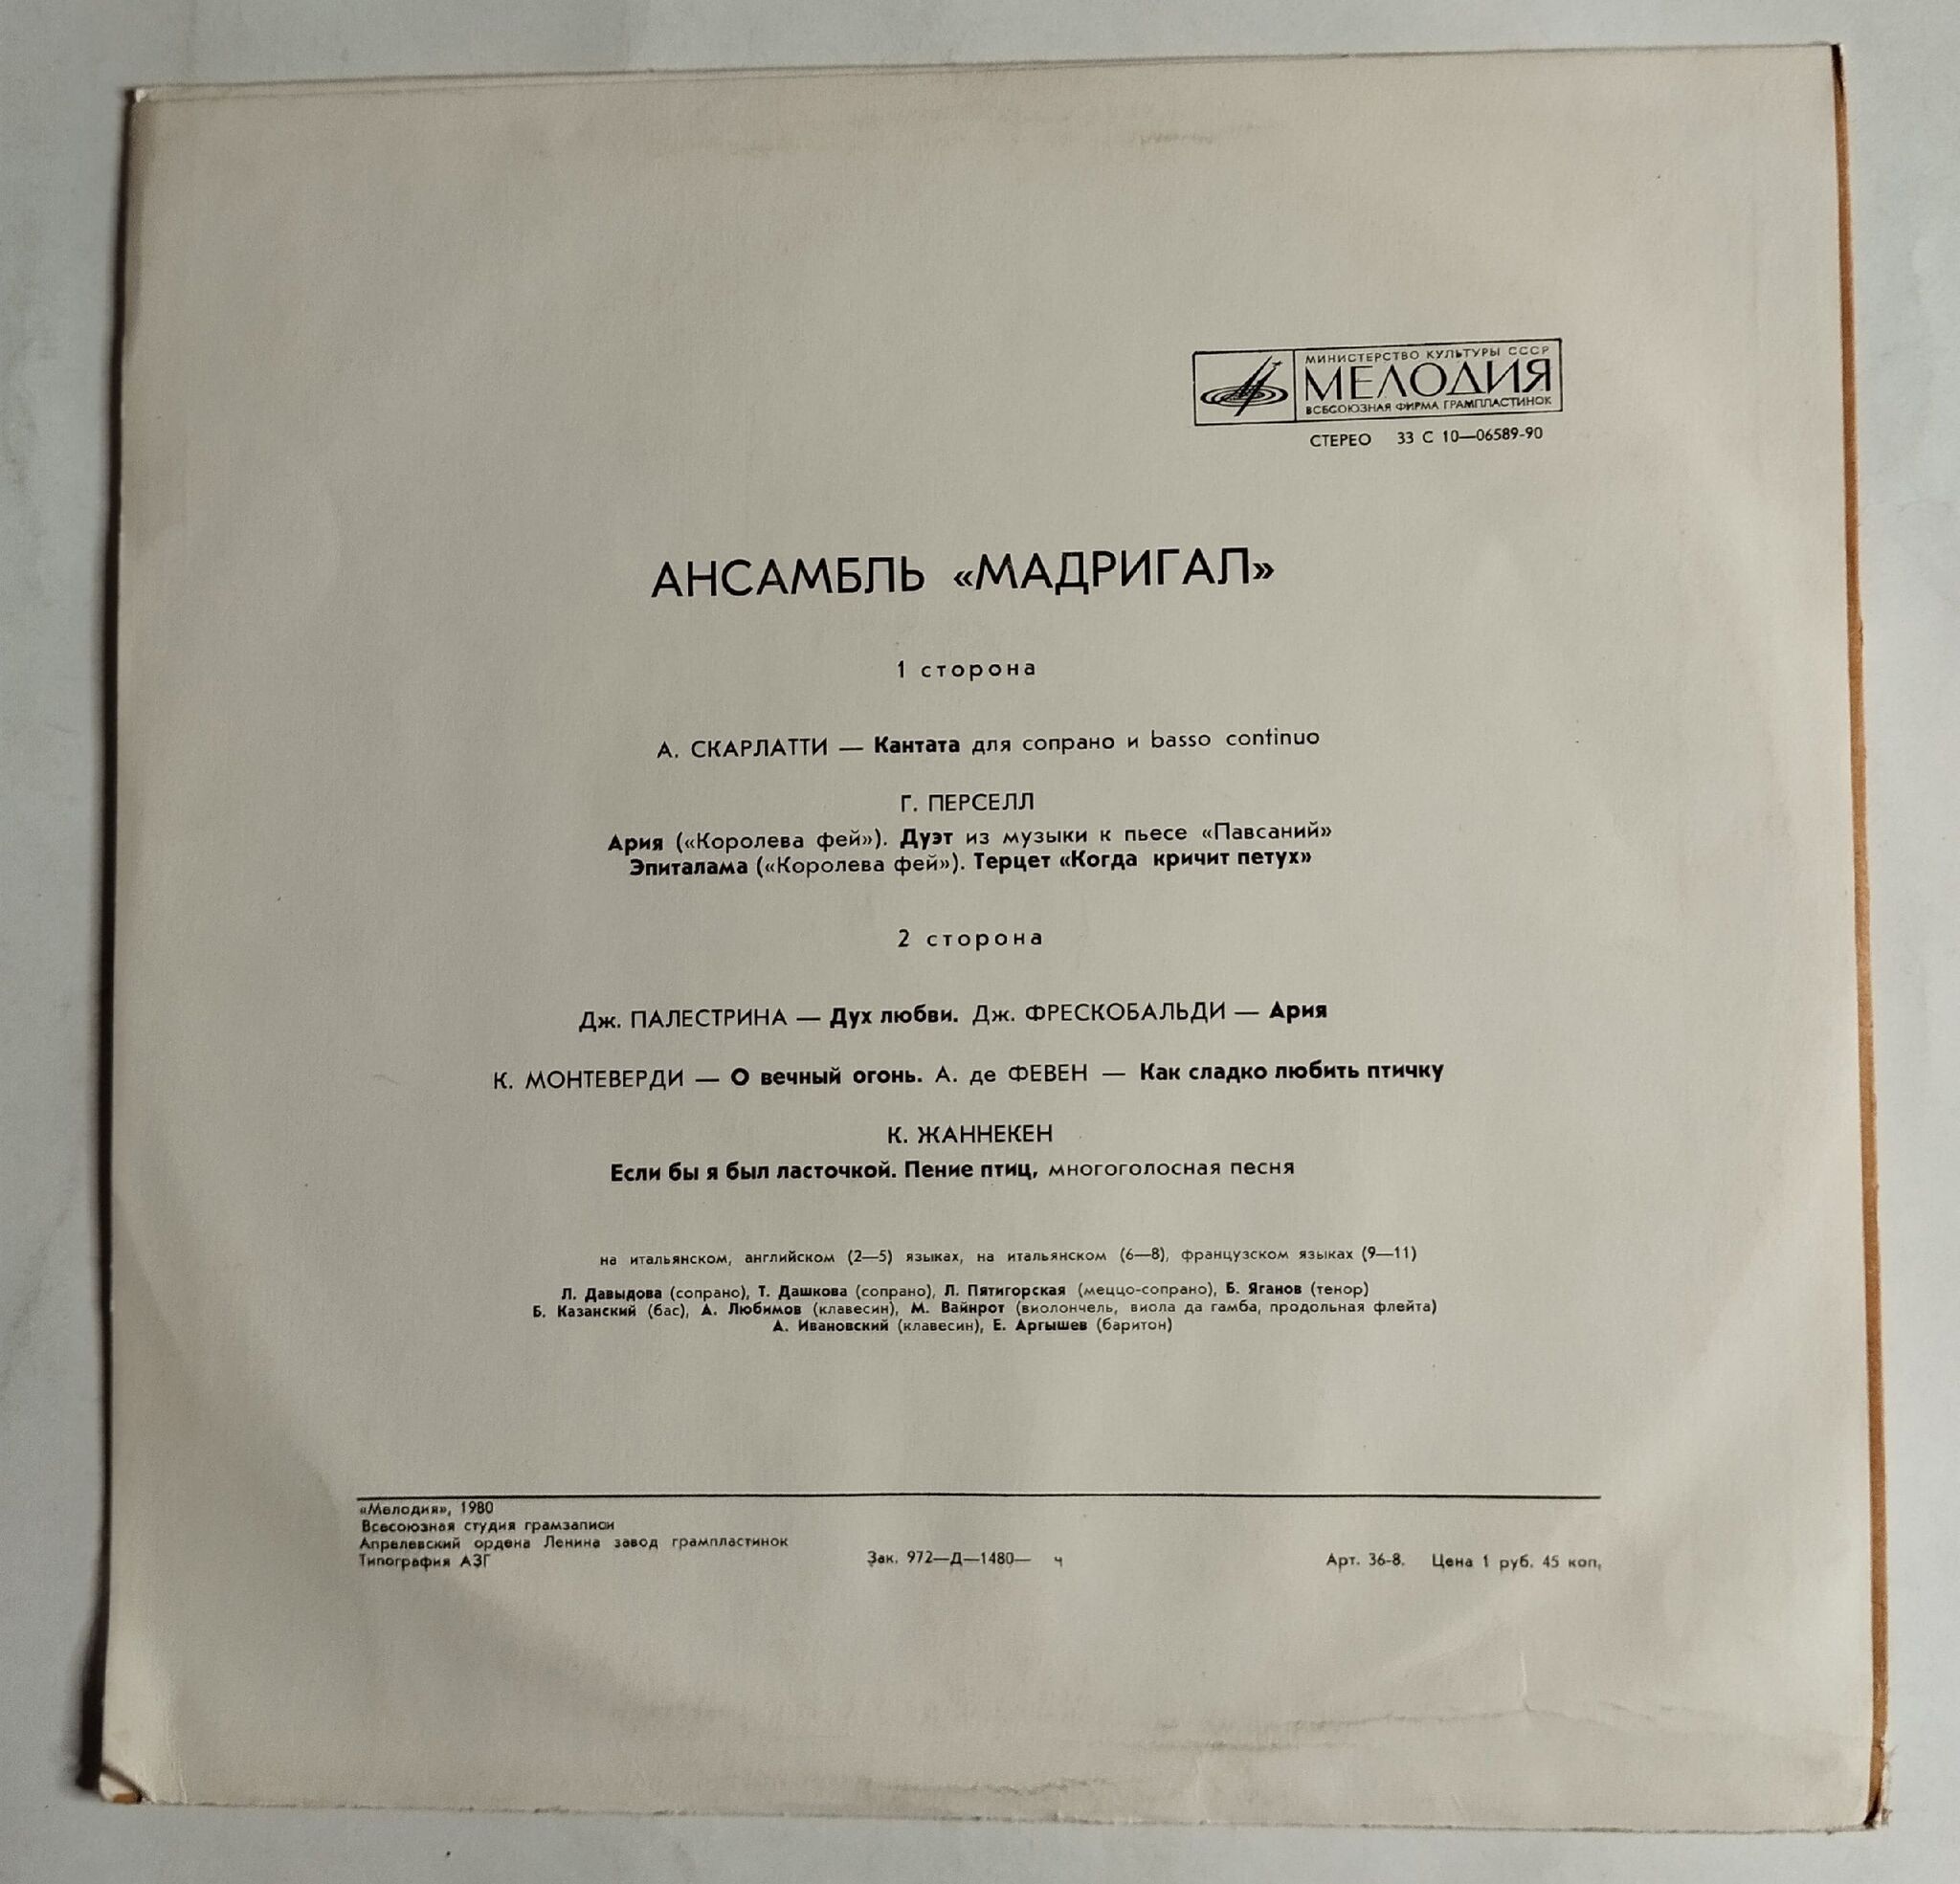 МИНИСТЕРСТВО КУЛЬТУРЫ СССР
МЕЛОДИЯ
ВСЕСОЮЗНАЯ ФИРМА ГРАМПЛАСТИНОК
СТЕРЕО 33 С 10—06589-90
АНСАМБЛЬ «МАДРИГАЛ»
1 сторона
А. СКАРЛАТТИ — Кантата для сопрано и basso continuo
Г. ПЕРСЕЛЛ
Ария («Королева фей»). Дуэт из музыки к пьесе «Павсаний»
Эпиталама («Королева фей»). Терцет «Когда кричит петух»
2 сторона
Дж. ПАЛЕСТРИНА — Дух любви. Дж. ФРЕСКОБАЛЬДИ — Ария
К. МОНТЕВЕРДИ — О вечный огонь. А. де ФЕВЕН — Как сладко любить птичку
К. ЖАННЕКЕН
Если бы я был ласточкой. Пение птиц, многоголосная песня
на итальянском, английском (2—5) языках, на итальянском (6—8), французском языках (9—11)
Л. Давыдова (сопрано), Т. Дашкова (сопрано), Л. Пятигорская (меццо-сопрано), Б. Яганов (тенор)
Б. Казанский (бас), А. Любимов (клавесин), М. Вайнрот (виолончель, виола да гамба, продольная флейта)
А. Ивановский (клавесин), Е. Аргышев (баритон)
«Мелодия», 1980
Всесоюзная студия грамзаписи
Апрелевский ордена Ленина завод грампластинок
Типография АЗГ
Зак. 972—Д—1480— ч
Арт. 36-8. Цена 1 руб. 45 коп,